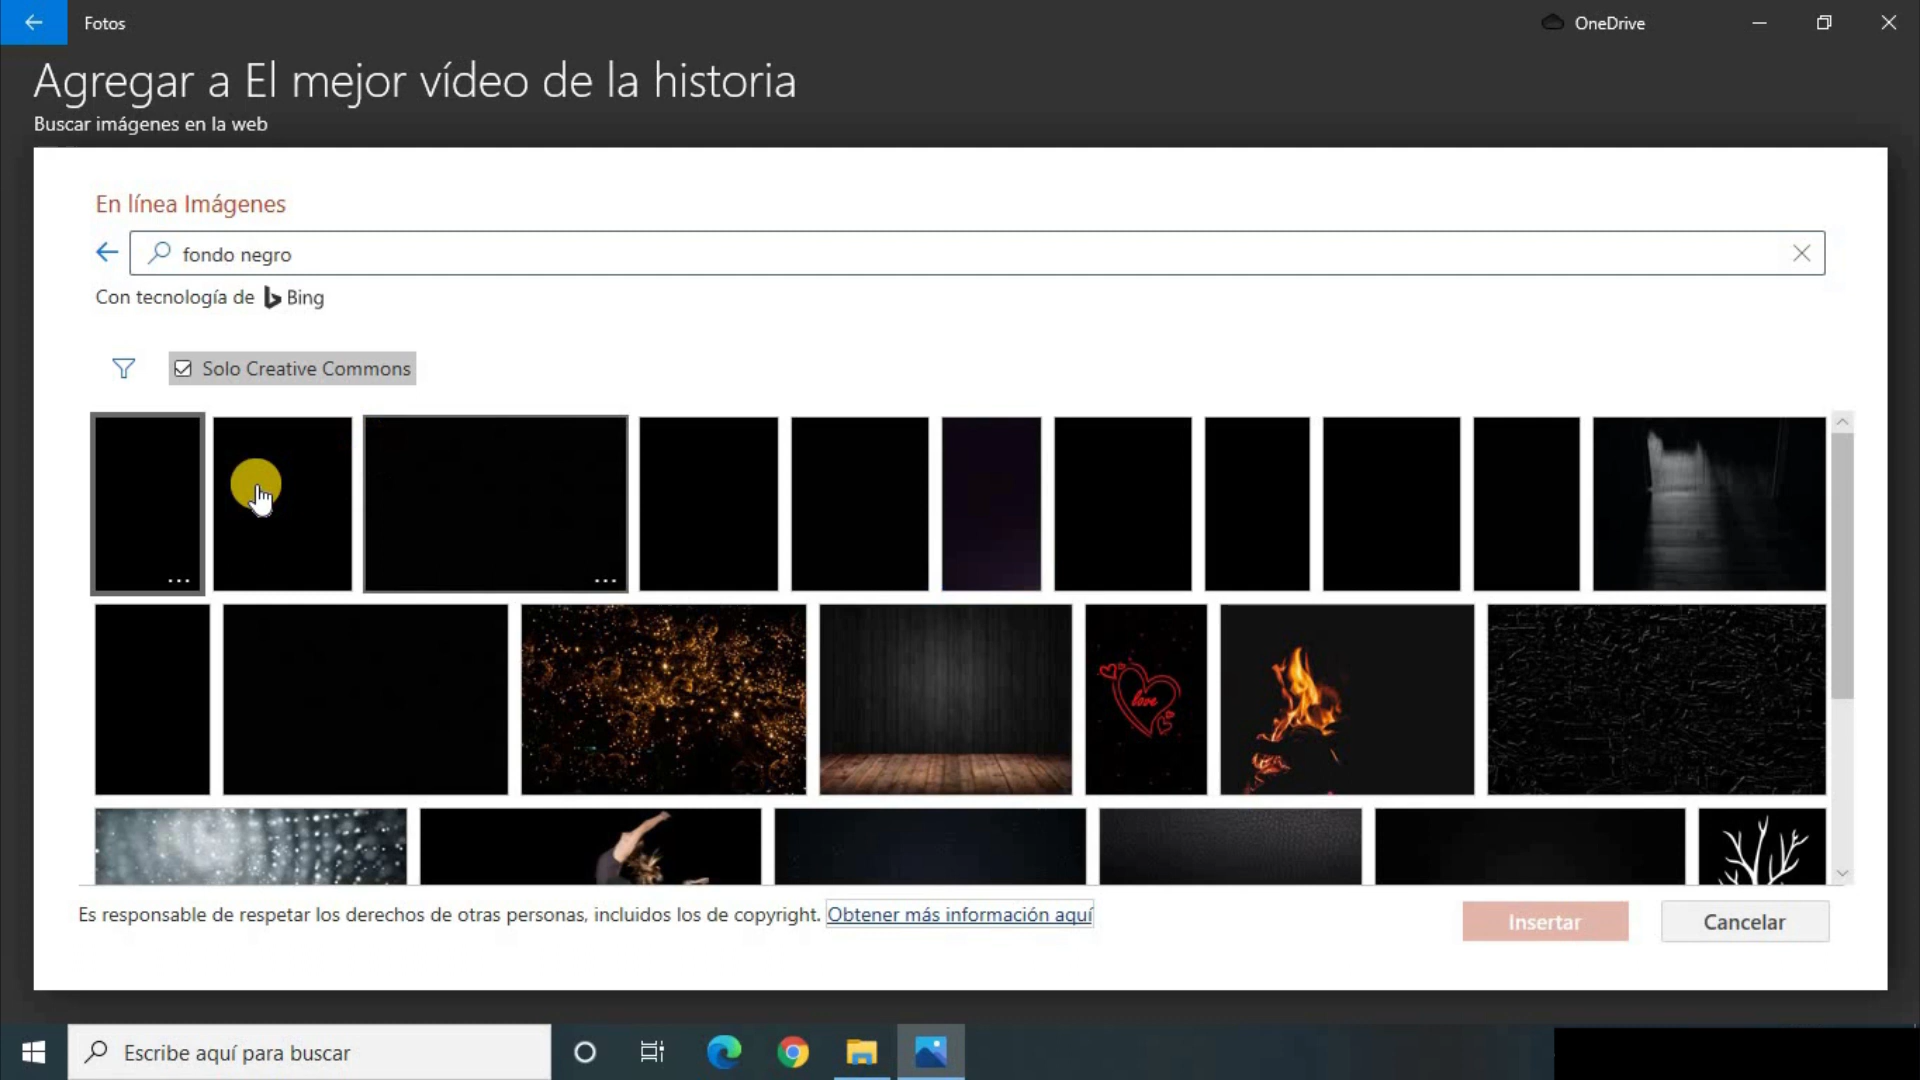 Fotos
OneDrive
Agregar a El mejor vídeo de la historia
Buscar imágenes en la web
En línea Imágenes
fondo negro
Con tecnología de Bing
Solo Creative Commons
love
Es responsable de respetar los derechos de otras personas, incluidos los de copyright. Obtener más información aquí
Insertar
Cancelar
Escribe aquí para buscar